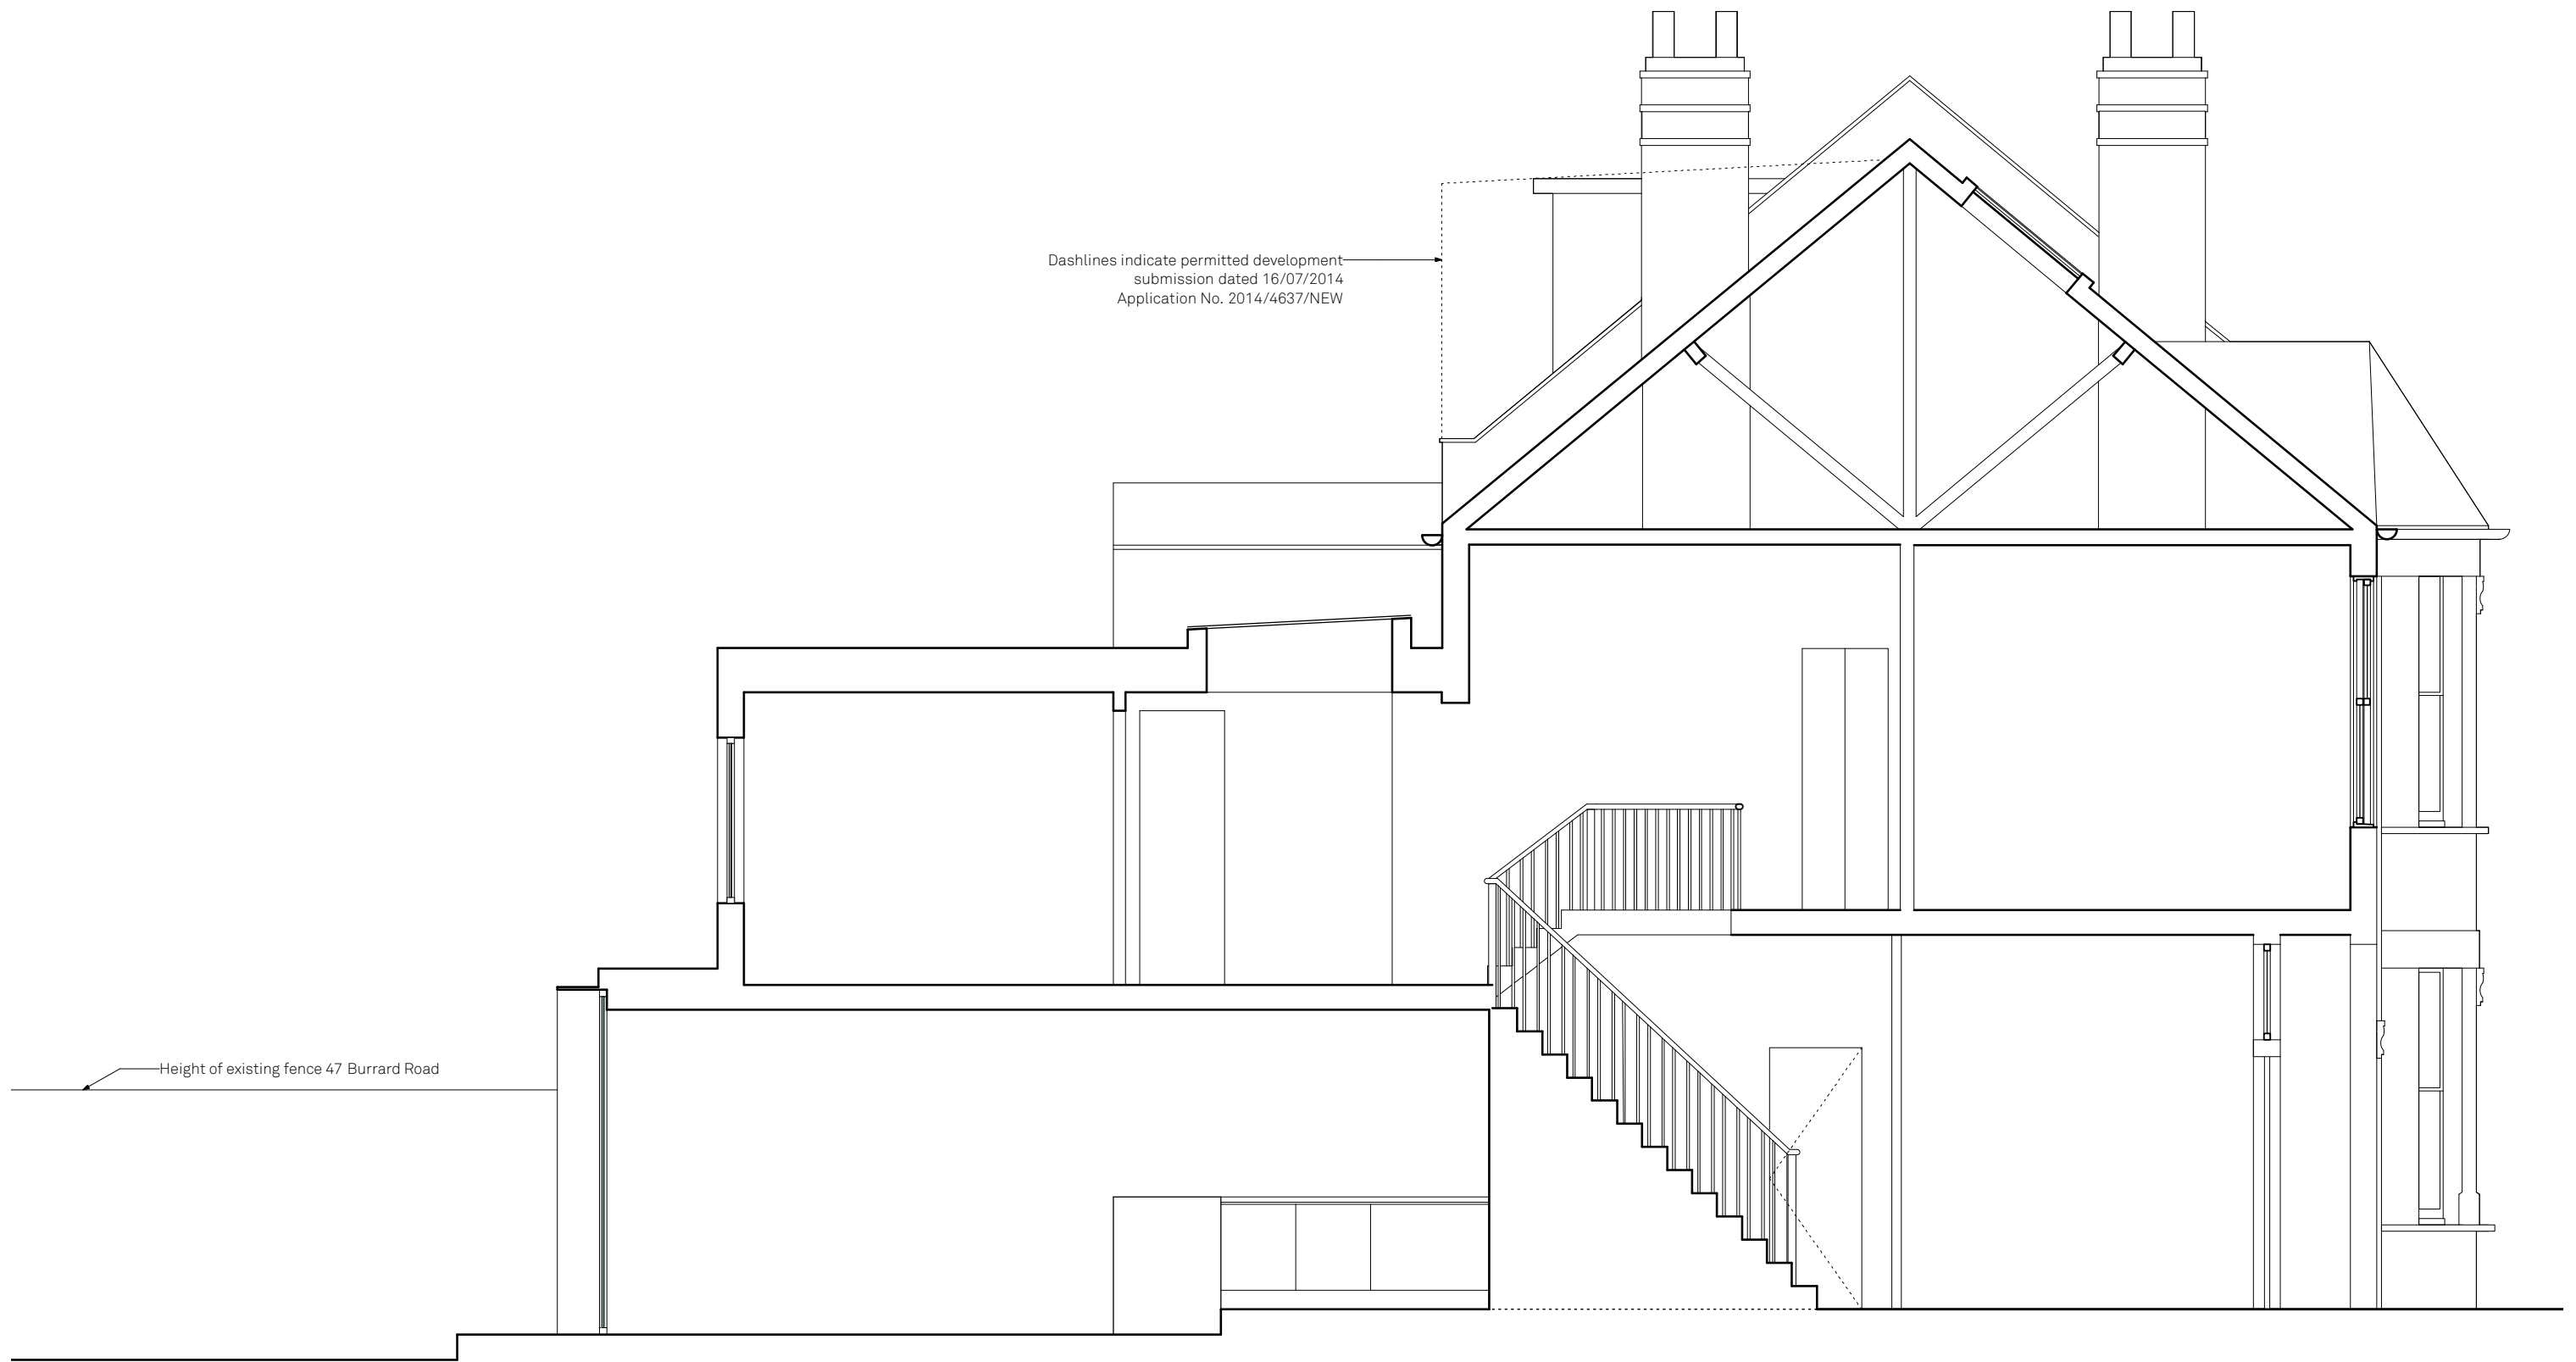 Dashlines indicate permitted development
submission dated 16/07/2014
Application No. 2014/4637/NEW
Height of existing fence 47 Burrard Road